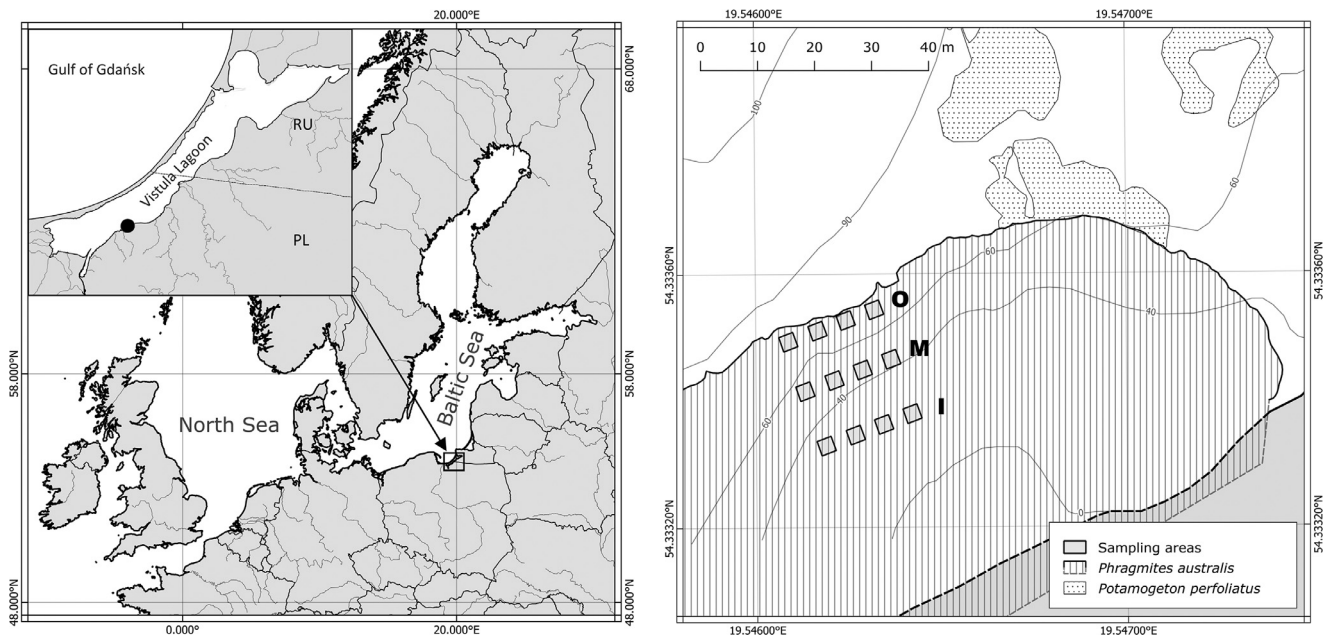 20.000°E
Gulf of Gdańsk
RU
Vistula Lagoon
PL
68.000°N
58.000°N
Baltic Sea
North Sea
48.000°N
48.000°N
0.000°E
20.000°E
19.54600°E
19.54700°E
0 10 20 30 40 m
100
90
60
60
40
60
40
0
O
M
I
54.33360°N
54.33360°N
54.33320°N
54.33320°N
Sampling areas
Phragmites australis
Potamogeton perfoliatus
19.54600°E
19.54700°E